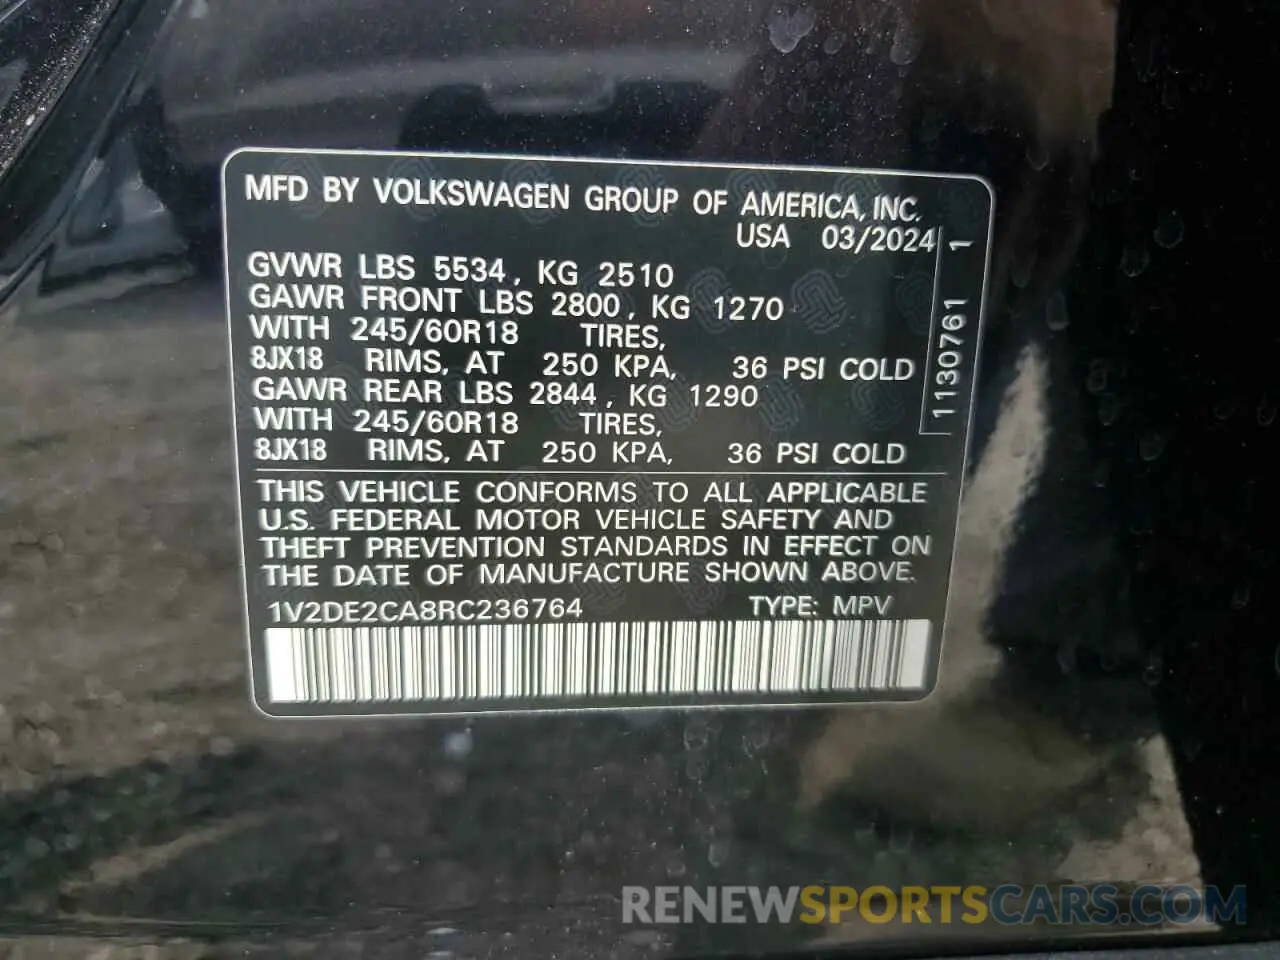 MFD BY VOLKSWAGEN GROUP OF AMERICA, INC.
USA 03/2024
GVWR LBS 5534, KG 2510
GAWR FRONT LBS 2800, KG 1270
WITH 245/60R18 TIRES,
8JX18 RIMS, AT 250 KPA, 36 PSI COLD
GAWR REAR LBS 2844, KG 1290
WITH 245/60R18 TIRES,
8JX18 RIMS, AT 250 KPA, 36 PSI COLD
1130761 1
THIS VEHICLE CONFORMS TO ALL APPLICABLE
U.S. FEDERAL MOTOR VEHICLE SAFETY AND
THEFT PREVENTION STANDARDS IN EFFECT ON
THE DATE OF MANUFACTURE SHOWN ABOVE.
1V2DE2CA8RC236764 TYPE: MPV
RENEWSPORTSCARS.COM